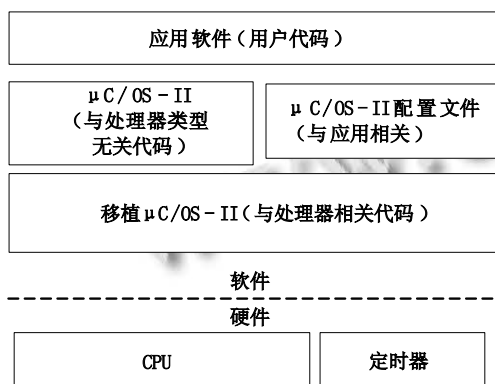 应用软件(用户代码)
μC/OS-II
(与处理器类型
无关代码)
μC/OS-II配置文件
(与应用相关)
移植μC/OS-II(与处理器相关代码)
软件
硬件
CPU
定时器